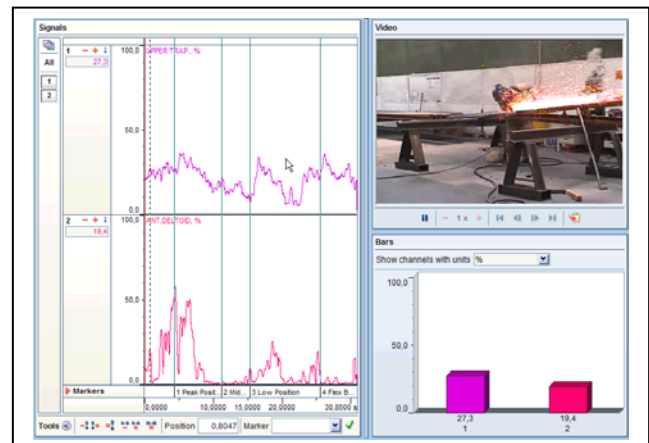 Signals
All
1
2
1 − + ↕
27,3
100,0
UPPER TRAP., %
50,0
0,0
2 − + ↕
19,4
100,0
ANT.DELTOID, %
50,0
0,0
Markers
1 Peak Posit...
2 Mid...
3 Low Position
4 Flex B...
0,0000
10,0000
15,0000
20,0000
30,8500 s
Tools
Position
0,8047
Marker
Video
1 x
Bars
Show channels with units
%
100,0
50,0
0,0
27,3
19,4
1
2